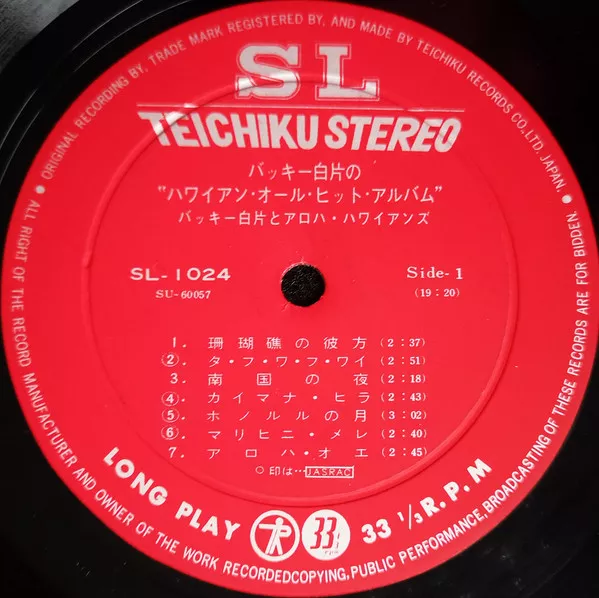 ● ORIGINAL RECORDING BY, TRADE MARK REGISTERED BY, AND MADE BY TEICHIKU RECORDS CO., LTD. JAPAN. ●
SL
TEICHIKU STEREO
バッキー白片の
"ハワイアン・オール・ヒット・アルバム"
バッキー白片とアロハ・ハワイアンズ
SL-1024 Side-1
SU-60057 (19:20)
1. 珊瑚礁の彼方 (2:37)
② タ・フ・ワ・フ・ワイ (2:51)
3. 南国の夜 (2:18)
④ カイマナ・ヒラ (2:43)
⑤ ホノルルの月 (3:02)
⑥ マリヒニ・メレ (2:40)
7. アロハ・オエ (2:45)
○印は…JASRAC
LONG PLAY 33 1/3 R.P.M
33 1/3
ALL RIGHT OF THE RECORD MANUFACTURER AND OWNER OF THE WORK RECORDEDCOPYING, PUBLIC PERFORMANCE, BROADCASTING OF THESE RECORDS ARE FOR BIDDEN.